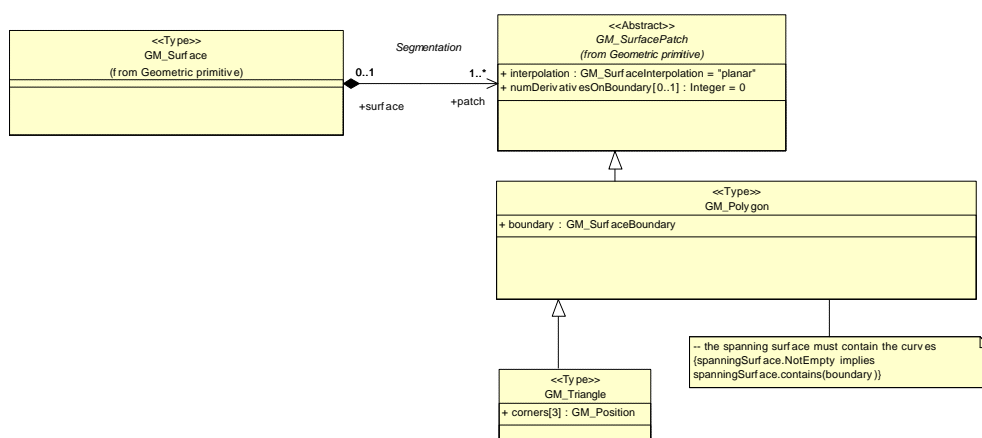 <<Type>>
GM_Surface
(from Geometric primitive)
Segmentation
0..1
1..*
+surface
+patch
<<Abstract>>
GM_SurfacePatch
(from Geometric primitive)
+ interpolation : GM_SurfaceInterpolation = "planar"
+ numDerivativesOnBoundary[0..1] : Integer = 0
<<Type>>
GM_Polygon
+ boundary : GM_SurfaceBoundary
-- the spanning surface must contain the curves
{spanningSurface.NotEmpty implies
spanningSurface.contains(boundary)}
<<Type>>
GM_Triangle
+ corners[3] : GM_Position